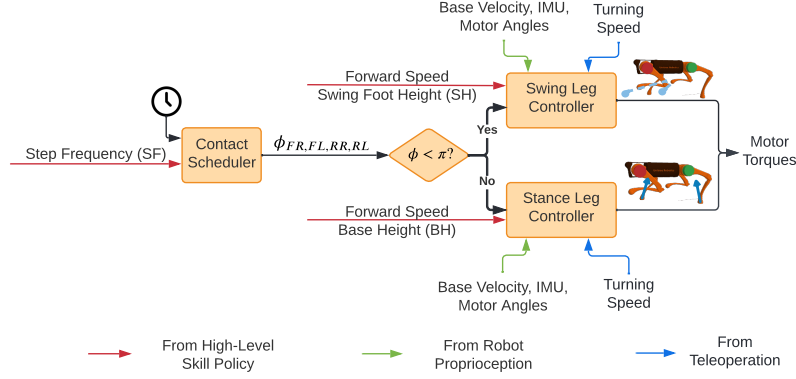 Base Velocity, IMU,
Motor Angles
Turning
Speed
Forward Speed
Swing Foot Height (SH)
Swing Leg
Controller
Step Frequency (SF)
Contact
Scheduler
ϕFR,FL,RR,RL
ϕ < π?
Yes
No
Motor
Torques
Forward Speed
Base Height (BH)
Stance Leg
Controller
Base Velocity, IMU,
Motor Angles
Turning
Speed
From High-Level
Skill Policy
From Robot
Proprioception
From
Teleoperation